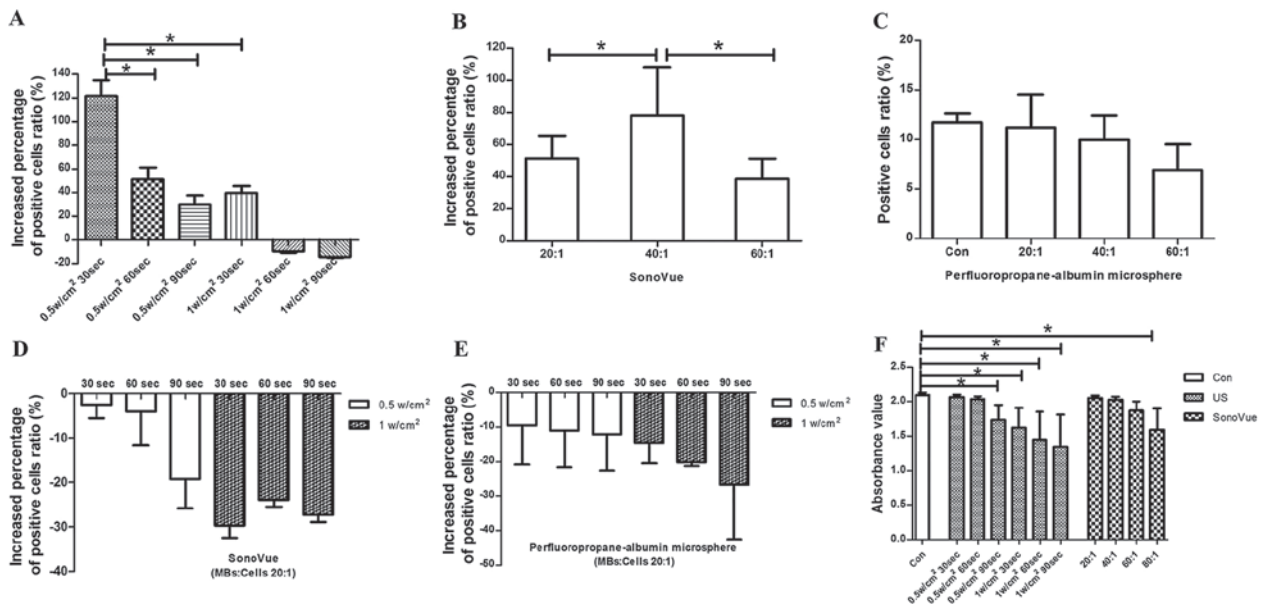 A
Increased percentage
of positive cells ratio (%)
140
120
100
80
60
40
20
0
-20
* 
*
*
0.5w/cm² 30sec
0.5w/cm² 60sec
0.5w/cm² 90sec
1w/cm² 30sec
1w/cm² 60sec
1w/cm² 90sec
B
Increased percentage
of positive cells ratio (%)
120
100
80
60
40
20
0
* *
20:1 40:1 60:1
SonoVue
C
Positive cells ratio (%)
20
15
10
5
0
Con 20:1 40:1 60:1
Perfluoropropane-albumin microsphere
D
Increased percentage
of positive cells ratio (%)
30 sec 60 sec 90 sec 30 sec 60 sec 90 sec
0
-10
-20
-30
-40
0.5 w/cm²
1 w/cm²
SonoVue
(MBs:Cells 20:1)
E
Increased percentage
of positive cells ratio (%)
30 sec 60 sec 90 sec 30 sec 60 sec 90 sec
0
-10
-20
-30
-40
-50
0.5 w/cm²
1 w/cm²
Perfluoropropane-albumin microsphere
(MBs:Cells 20:1)
F
Absorbance value
2.5
2.0
1.5
1.0
0.5
0.0
*
*
*
*
*
Con
US
SonoVue
Con
0.5w/cm² 30sec
0.5w/cm² 60sec
0.5w/cm² 90sec
1w/cm² 30sec
1w/cm² 60sec
1w/cm² 90sec
20:1
40:1
60:1
80:1